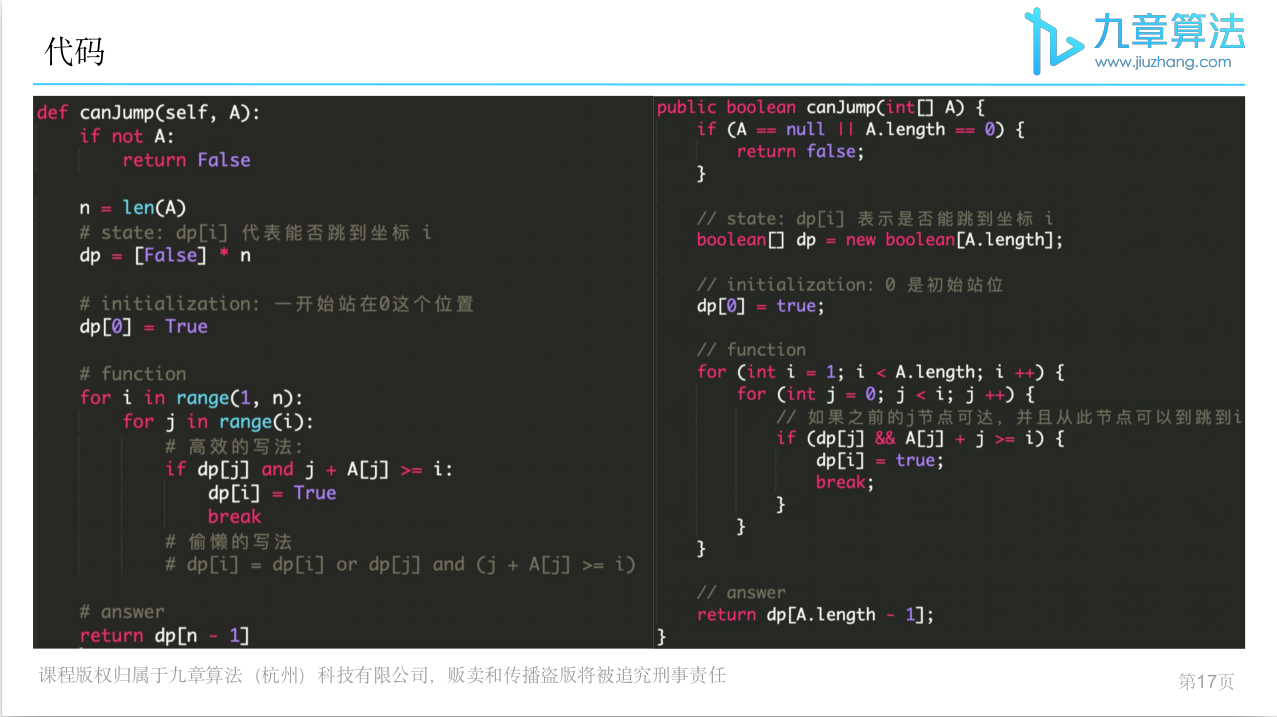 代码
九章算法
www.jiuzhang.com
def canJump(self, A):
    if not A:
        return False

    n = len(A)
    # state: dp[i] 代表能否跳到坐标 i
    dp = [False] * n

    # initialization: 一开始站在0这个位置
    dp[0] = True

    # function
    for i in range(1, n):
        for j in range(i):
            # 高效的写法:
            if dp[j] and j + A[j] >= i:
                dp[i] = True
                break
            # 偷懒的写法
            # dp[i] = dp[i] or dp[j] and (j + A[j] >= i)

    # answer
    return dp[n - 1]
public boolean canJump(int[] A) {
    if (A == null || A.length == 0) {
        return false;
    }

    // state: dp[i] 表示是否能跳到坐标 i
    boolean[] dp = new boolean[A.length];

    // initialization: 0 是初始站位
    dp[0] = true;

    // function
    for (int i = 1; i < A.length; i ++) {
        for (int j = 0; j < i; j ++) {
            // 如果之前的j节点可达, 并且从此节点可以到跳到i
            if (dp[j] && A[j] + j >= i) {
                dp[i] = true;
                break;
            }
        }
    }

    // answer
    return dp[A.length - 1];
}
课程版权归属于九章算法（杭州）科技有限公司，贩卖和传播盗版将被追究刑事责任
第17页